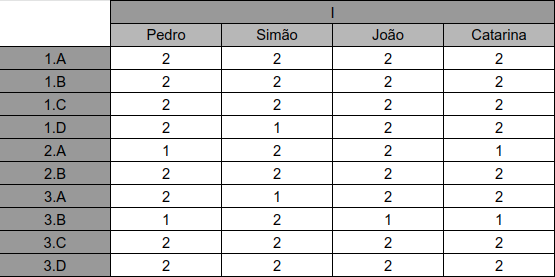 I
Pedro Simão João Catarina
1.A 2 2 2 2
1.B 2 2 2 2
1.C 2 2 2 2
1.D 2 1 2 2
2.A 1 2 2 1
2.B 2 2 2 2
3.A 2 1 2 2
3.B 1 2 1 1
3.C 2 2 2 2
3.D 2 2 2 2